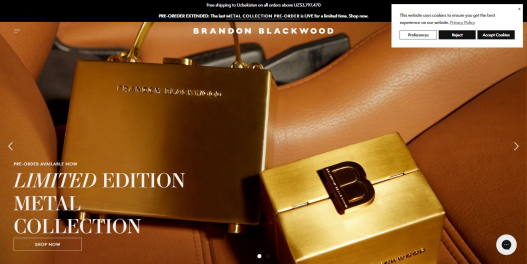 Free shipping to Uzbekistan on all orders above UZS3,797,470
PRE-ORDER EXTENDED: The last METAL COLLECTION PRE-ORDER is LIVE for a limited time. Shop now.
BRANDON BLACKWOOD
This website uses cookies to ensure you get the best
experience on our website. Privacy Policy
Preferences
Reject
Accept Cookies
BRANDON BLACKWOOD
B
PRE-ORDER AVAILABLE NOW
LIMITED EDITION
METAL
COLLECTION
SHOP NOW